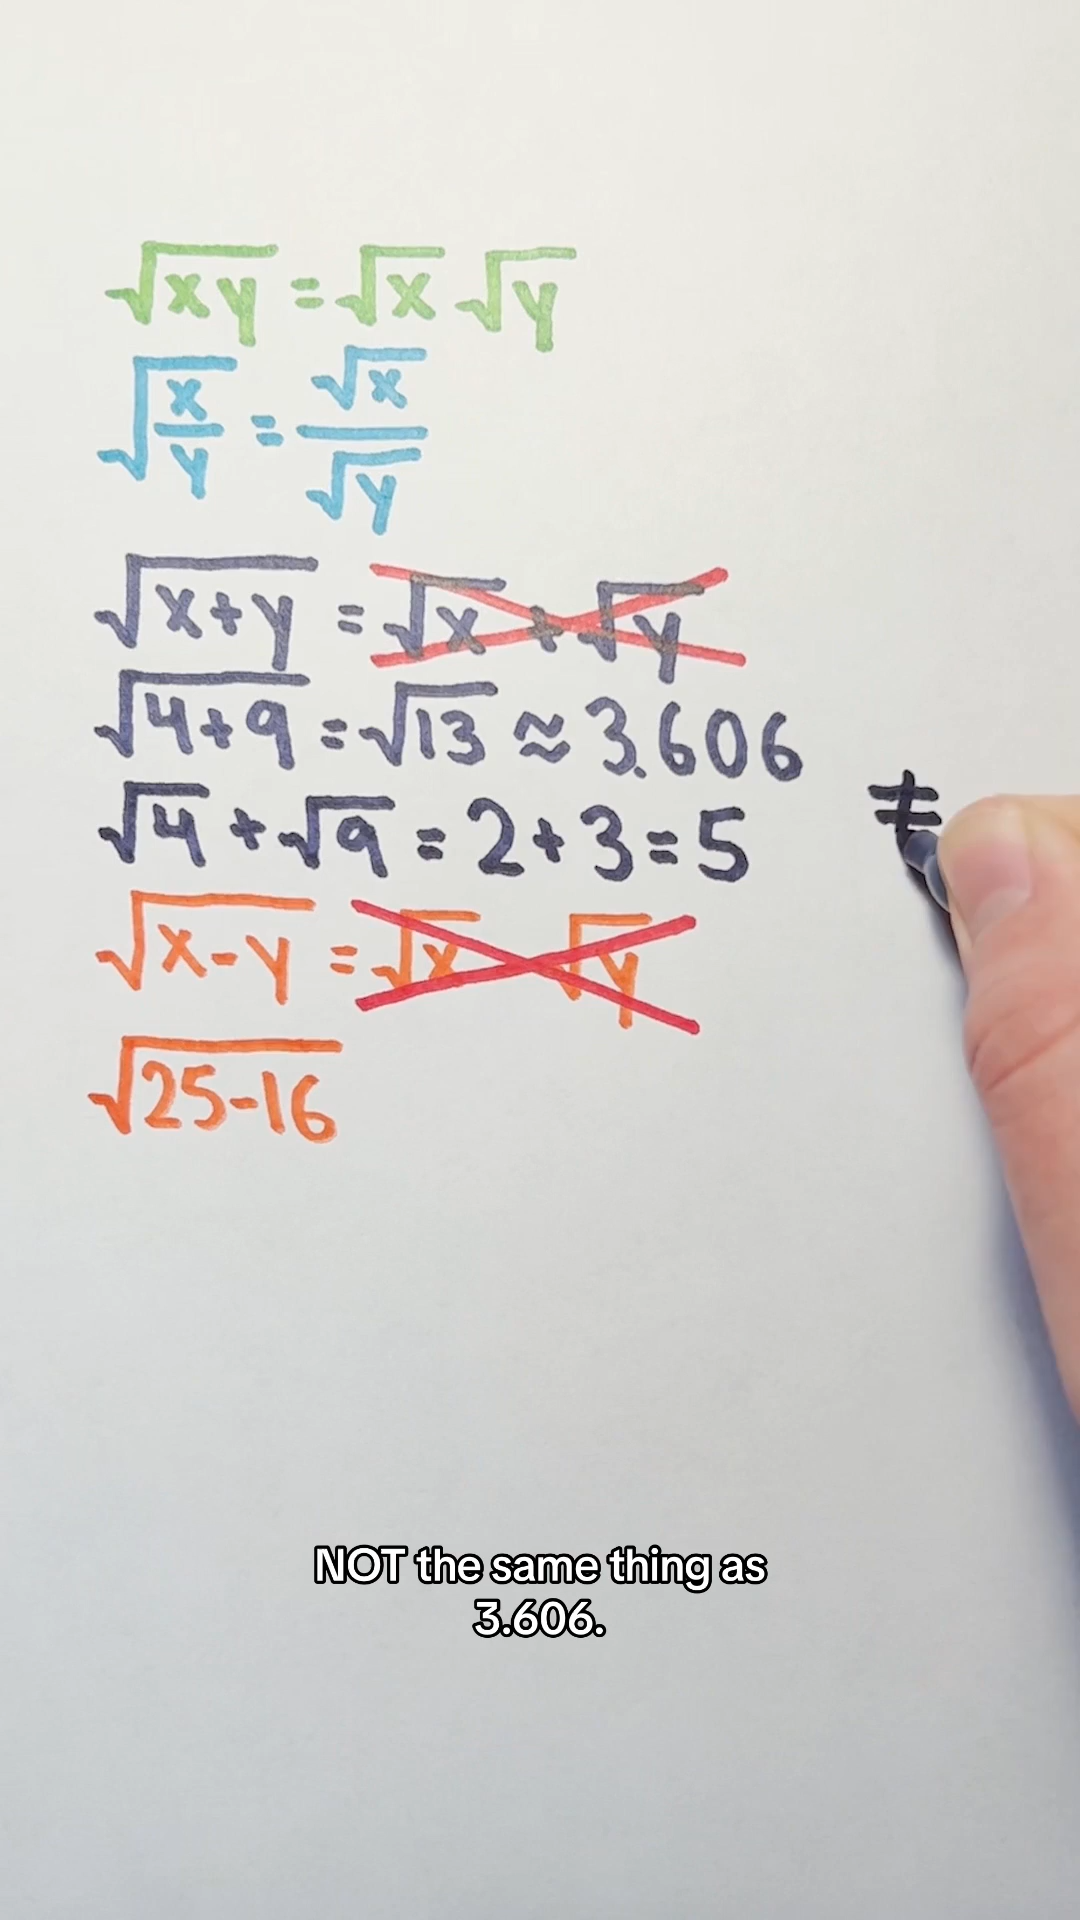 √xy = √x √y
√x/y = √x/√y
√x+y = √x + √y
√4+9 = √13 ≈ 3.606
≠
√4 + √9 = 2+3=5
√x-y = √x √y
√25-16
NOT the same thing as
3.606.